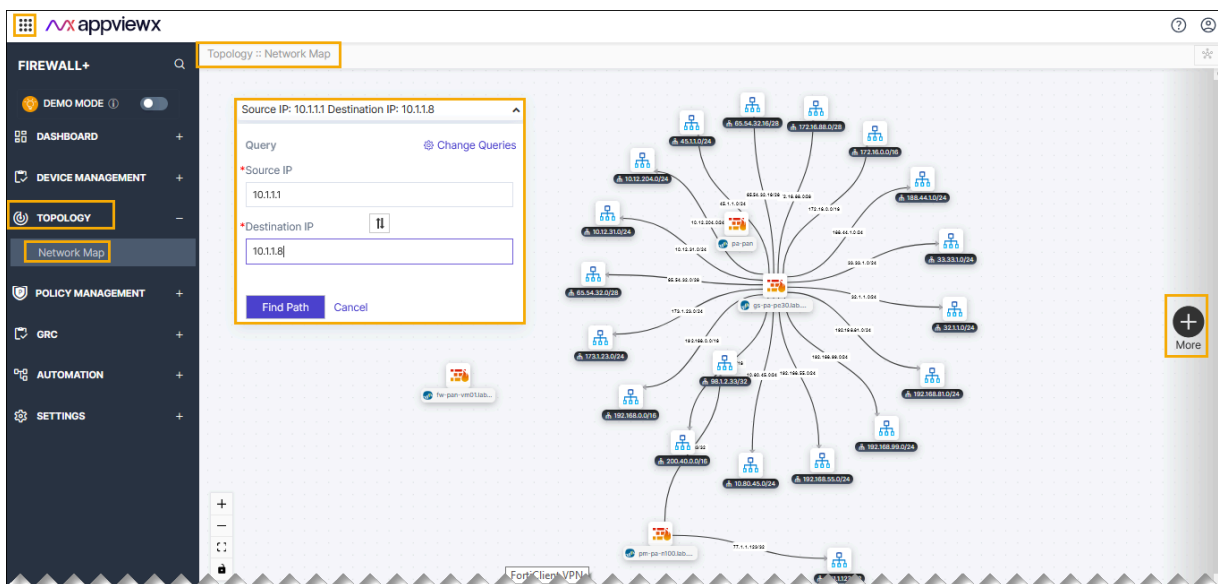 appviewx
FIREWALL+
DEMO MODE
DASHBOARD +
DEVICE MANAGEMENT +
TOPOLOGY −
Network Map
POLICY MANAGEMENT +
GRC +
AUTOMATION +
SETTINGS +
Topology :: Network Map
Source IP: 10.1.1.1 Destination IP: 10.1.1.8
Query
Change Queries
*Source IP
10.1.1.1
*Destination IP
10.1.1.8
Find Path
Cancel
65.54.32.16/28
172.16.88.0/28
45.1.1.0/24
172.16.0.0/16
10.12.204.0/24
188.44.1.0/24
10.12.31.0/24
pa-pan
33.33.1.0/24
65.54.32.0/28
gs-pa-pe30.lab....
32.1.1.0/24
173.1.23.0/24
98.1.2.33/32
fw-pan-vm01.lab...
192.168.81.0/24
192.168.0.0/16
192.168.99.0/24
200.40.0.0/16
10.80.45.0/24
192.168.55.0/24
pm-pa-n100.lab....
77.1.1.129/32
More
FortiClient VPN